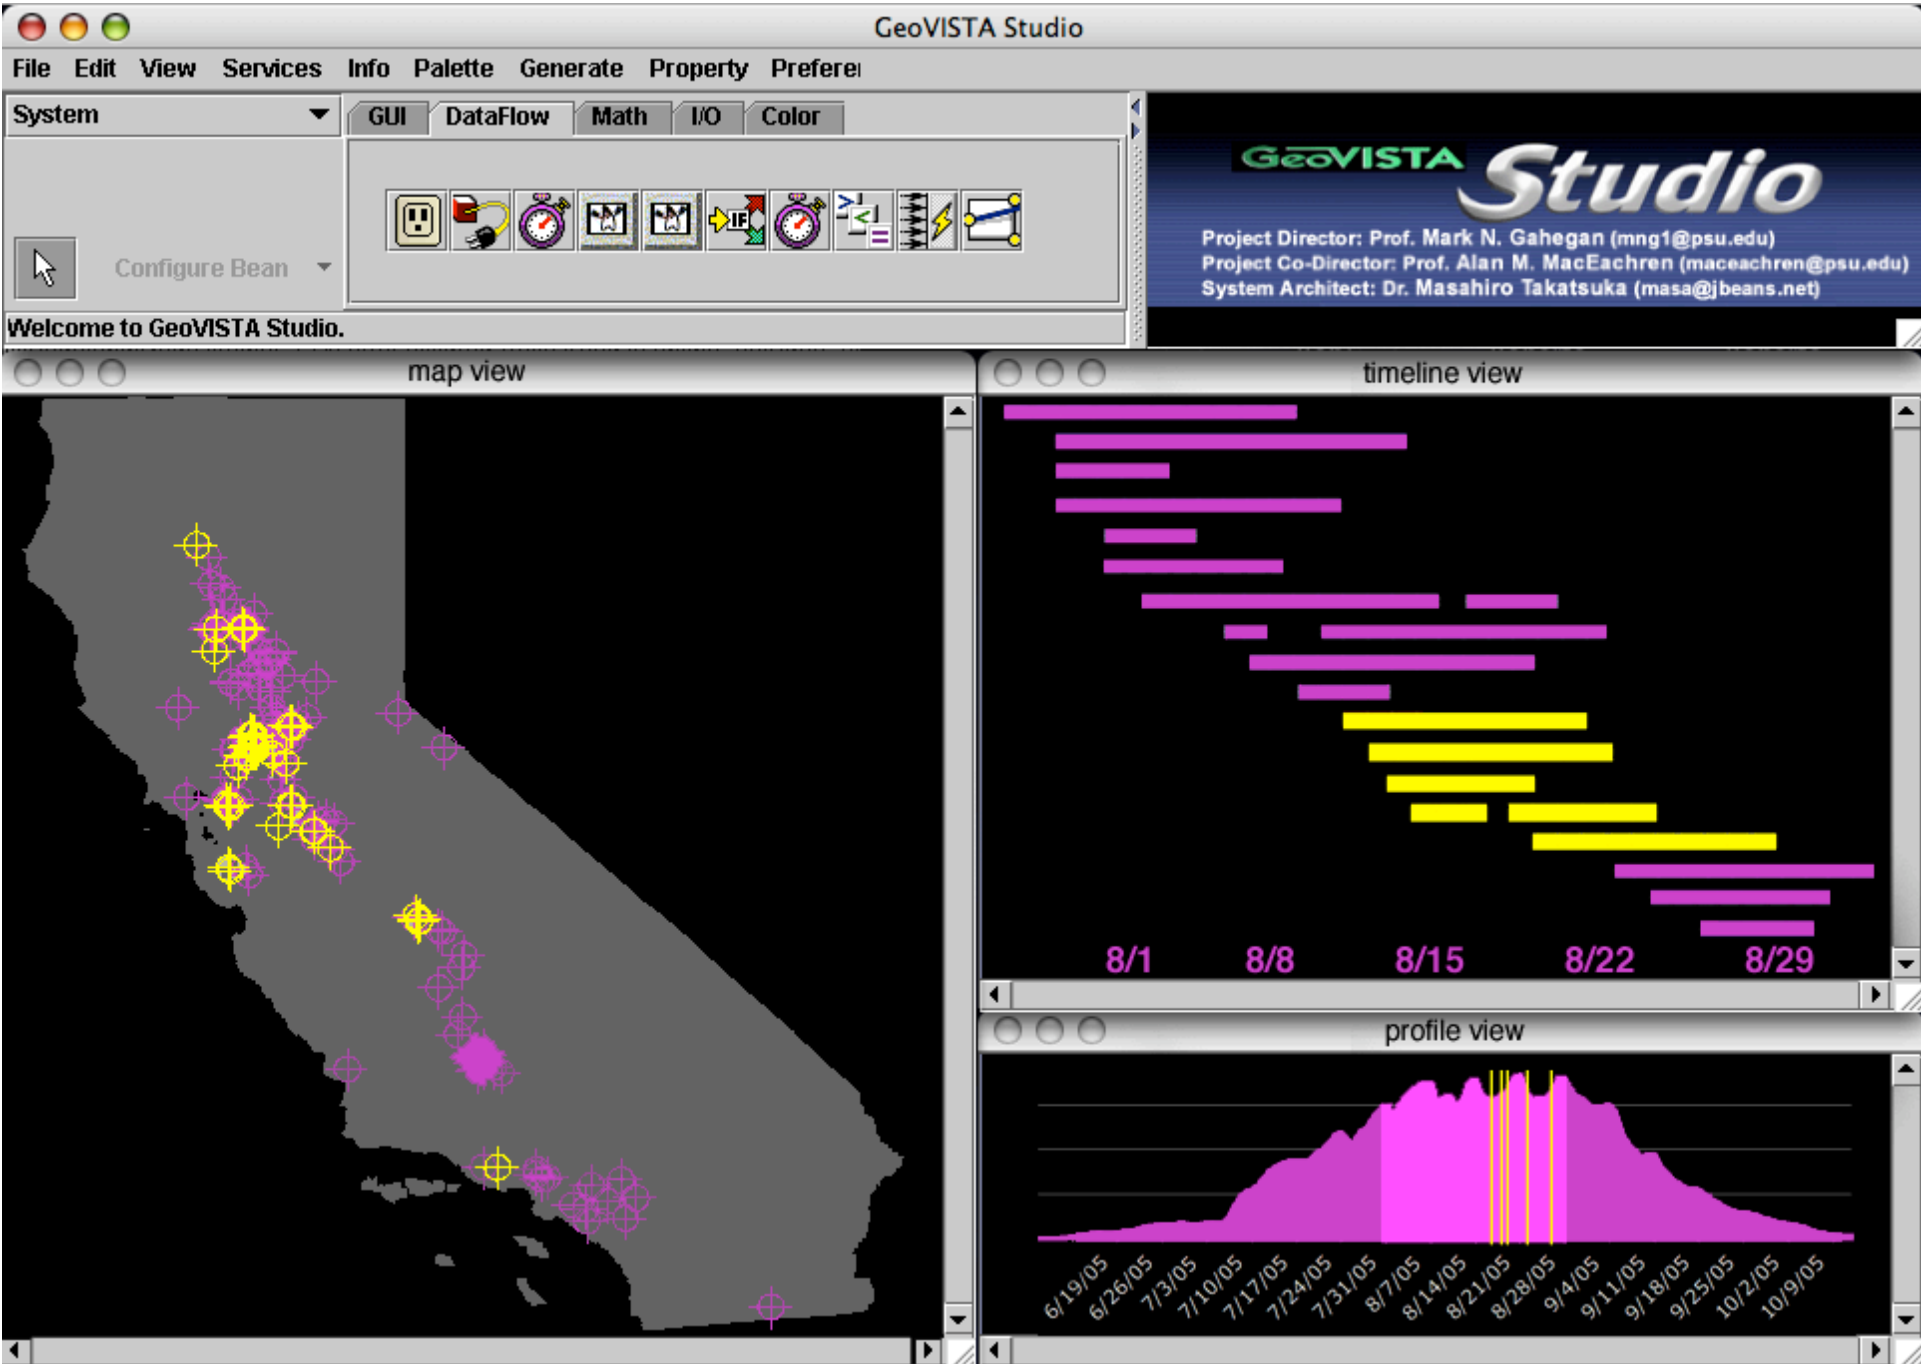 GeoVISTA Studio
File Edit View Services Info Palette Generate Property
System
GUI DataFlow Math I/O Color
IF
Configure Bean
Welcome to GeoVISTA Studio.
GeoVISTA Studio
Project Director: Prof. Mark N. Gahegan (mng1@psu.edu)
Project Co-Director: Prof. Alan M. MacEachren (maceachren@psu.edu)
System Architect: Dr. Masahiro Takatsuka (masa@jbeans.net)
map view
timeline view
8/1 8/8 8/15 8/22 8/29
profile view
6/19/05 6/26/05 7/3/05 7/10/05 7/17/05 7/24/05 7/31/05 8/7/05 8/14/05 8/21/05 8/28/05 9/4/05 9/11/05 9/18/05 9/25/05 10/2/05 10/9/05